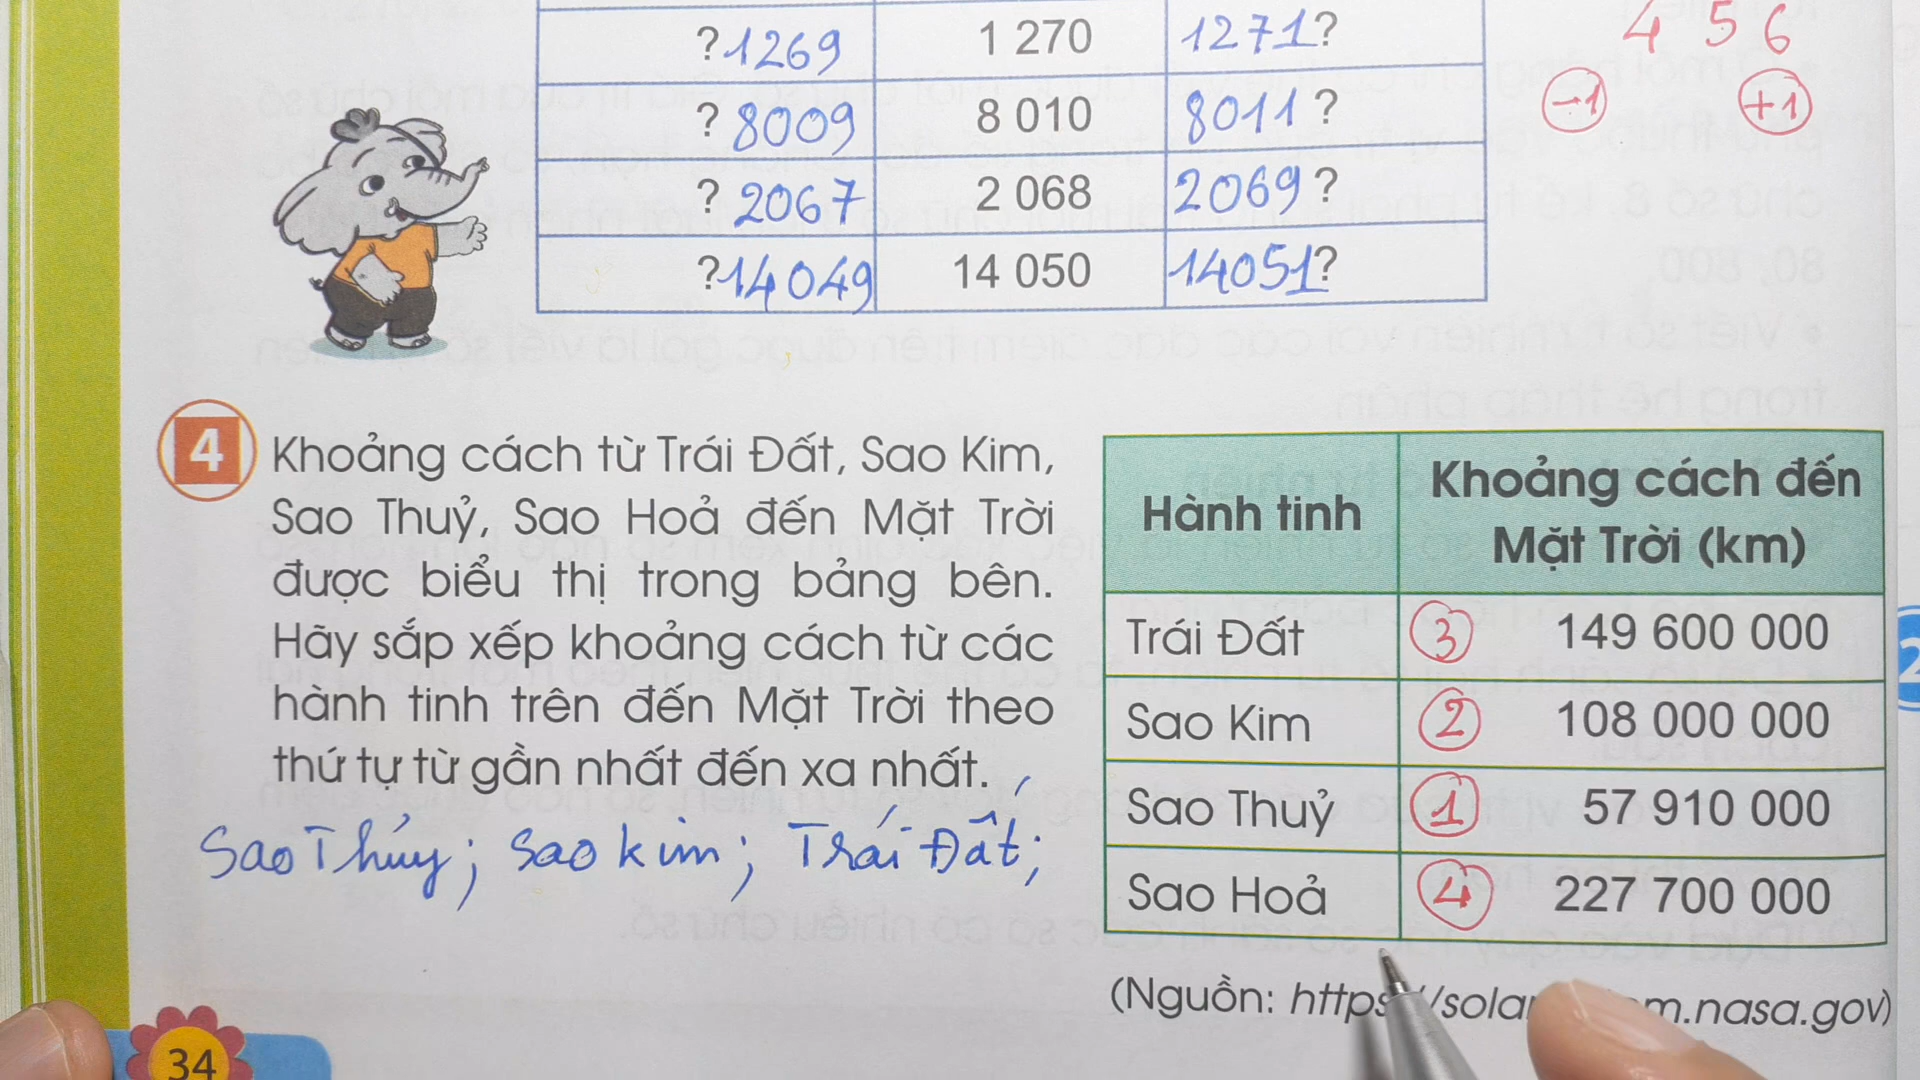 4 5 6
?1269 1 270 1271?
-1 +1
? 8009 8 010 8011 ?
? 2067 2 068 2069 ?
?14049 14 050 14051?
4 Khoảng cách từ Trái Đất, Sao Kim,
Sao Thuỷ, Sao Hoả đến Mặt Trời
được biểu thị trong bảng bên.
Hãy sắp xếp khoảng cách từ các
hành tinh trên đến Mặt Trời theo
thứ tự từ gần nhất đến xa nhất.
Sao Thủy; Sao kim; Trái Đất;
Hành tinh Khoảng cách đến
Mặt Trời (km)
Trái Đất 3 149 600 000
Sao Kim 2 108 000 000
Sao Thuỷ 1 57 910 000
Sao Hoả 4 227 700 000
(Nguồn: https //solar m.nasa.gov)
34
2